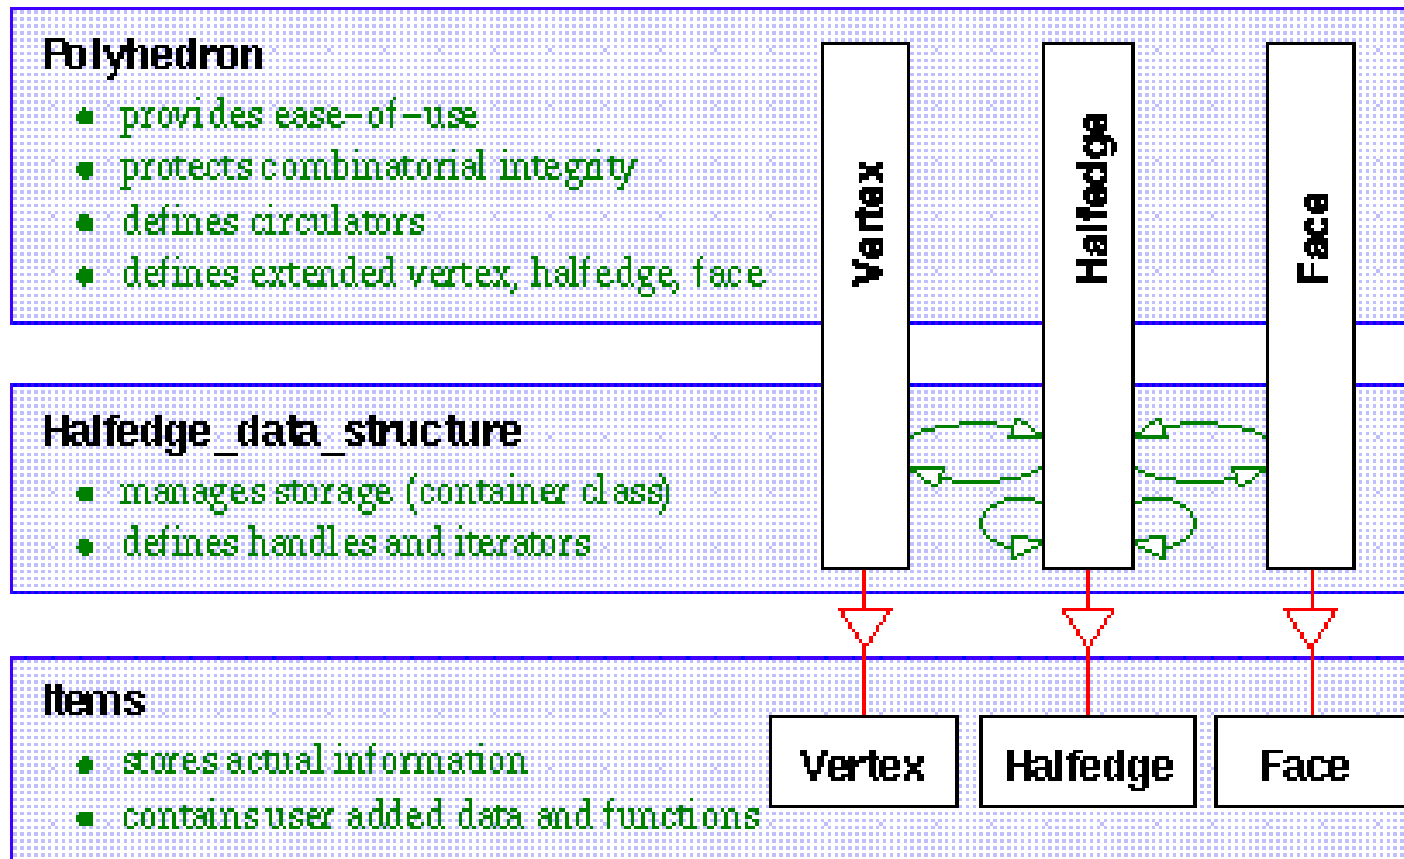 Polyhedron
• provides ease-of-use
• protects combinatorial integrity
• defines circulators
• defines extended vertex, halfedge, face
Vertex
Halfedge
Face
Halfedge_data_structure
• manages storage (container class)
• defines handles and iterators
Items
• stores actual information
• contains user added data and functions
Vertex
Halfedge
Face